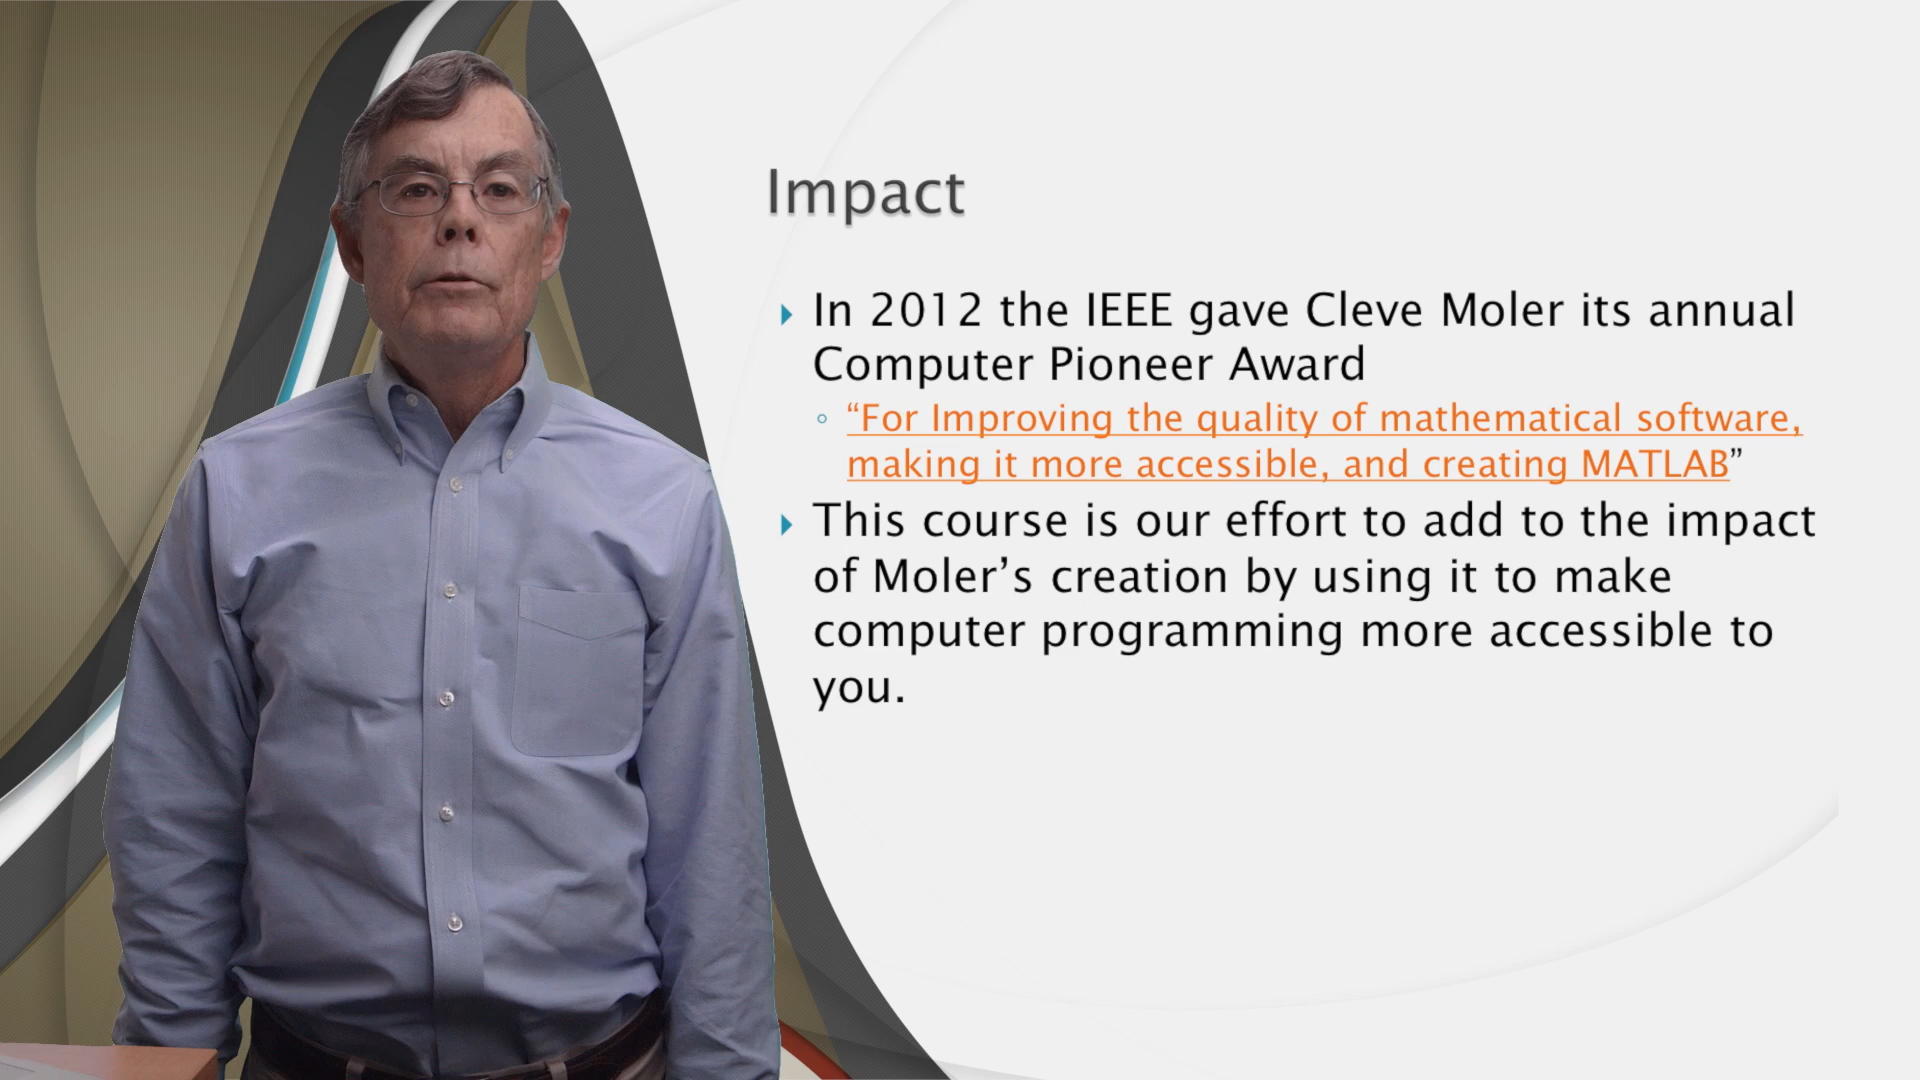 Impact
In 2012 the IEEE gave Cleve Moler its annual
Computer Pioneer Award
“For Improving the quality of mathematical software,
making it more accessible, and creating MATLAB”
This course is our effort to add to the impact
of Moler’s creation by using it to make
computer programming more accessible to
you.